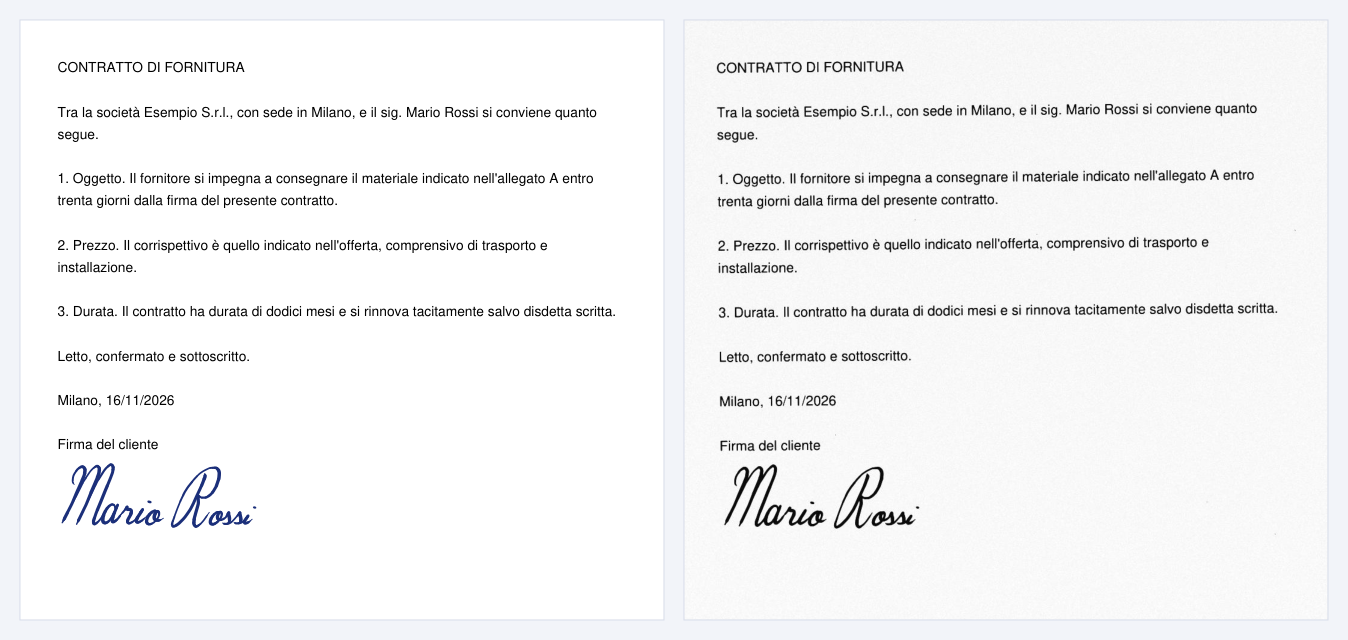 CONTRATTO DI FORNITURA
Tra la società Esempio S.r.l., con sede in Milano, e il sig. Mario Rossi si conviene quanto
segue.
1. Oggetto. Il fornitore si impegna a consegnare il materiale indicato nell'allegato A entro
trenta giorni dalla firma del presente contratto.
2. Prezzo. Il corrispettivo è quello indicato nell'offerta, comprensivo di trasporto e
installazione.
3. Durata. Il contratto ha durata di dodici mesi e si rinnova tacitamente salvo disdetta scritta.
Letto, confermato e sottoscritto.
Milano, 16/11/2026
Firma del cliente
Mario Rossi
CONTRATTO DI FORNITURA
Tra la società Esempio S.r.l., con sede in Milano, e il sig. Mario Rossi si conviene quanto
segue.
1. Oggetto. Il fornitore si impegna a consegnare il materiale indicato nell'allegato A entro
trenta giorni dalla firma del presente contratto.
2. Prezzo. Il corrispettivo è quello indicato nell'offerta, comprensivo di trasporto e
installazione.
3. Durata. Il contratto ha durata di dodici mesi e si rinnova tacitamente salvo disdetta scritta.
Letto, confermato e sottoscritto.
Milano, 16/11/2026
Firma del cliente
Mario Rossi